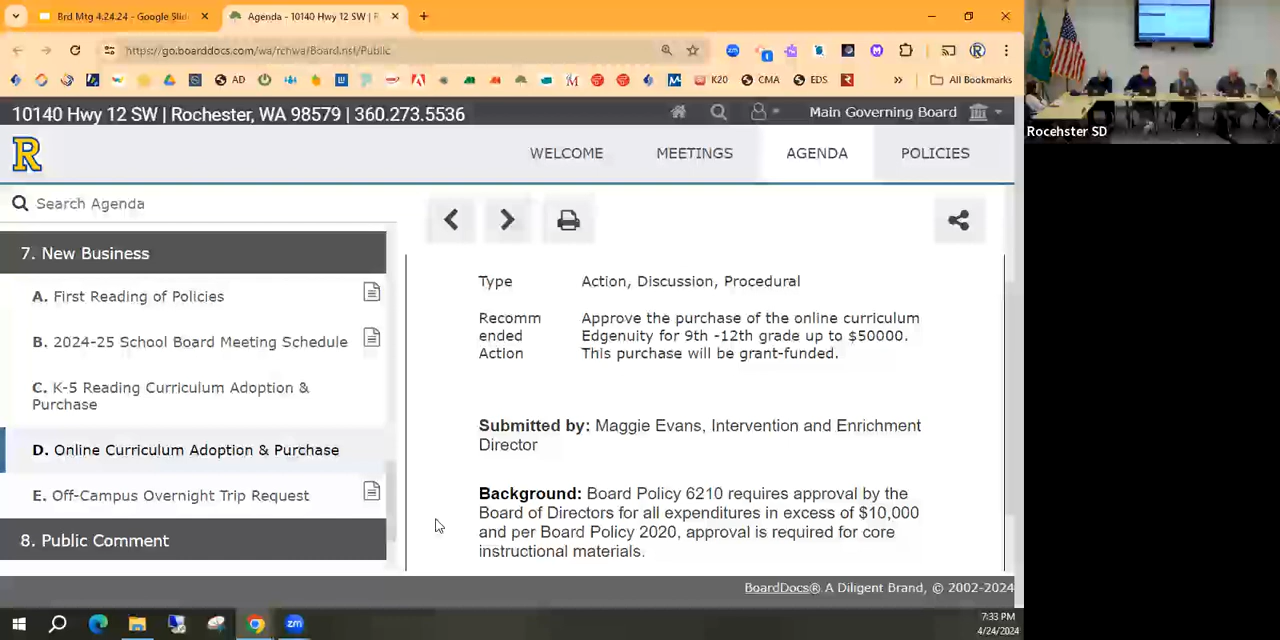 Brd Mtg 4.24.24 - Google Slid
Agenda - 10140 Hwy 12 SW | R
https://go.boarddocs.com/wa/rchwa/Board.nsf/Public
AD
K20
CMA
EDS
All Bookmarks
10140 Hwy 12 SW | Rochester, WA 98579 | 360.273.5536
Main Governing Board
R
WELCOME
MEETINGS
AGENDA
POLICIES
Search Agenda
7. New Business
A. First Reading of Policies
B. 2024-25 School Board Meeting Schedule
C. K-5 Reading Curriculum Adoption &
Purchase
D. Online Curriculum Adoption & Purchase
E. Off-Campus Overnight Trip Request
8. Public Comment
Type Action, Discussion, Procedural
Recomm Approve the purchase of the online curriculum
ended Edgenuity for 9th -12th grade up to $50000.
Action This purchase will be grant-funded.
Submitted by: Maggie Evans, Intervention and Enrichment
Director
Background: Board Policy 6210 requires approval by the
Board of Directors for all expenditures in excess of $10,000
and per Board Policy 2020, approval is required for core
instructional materials.
BoardDocs® A Diligent Brand, © 2002-2024
7:33 PM
4/24/2024
Rocehster SD